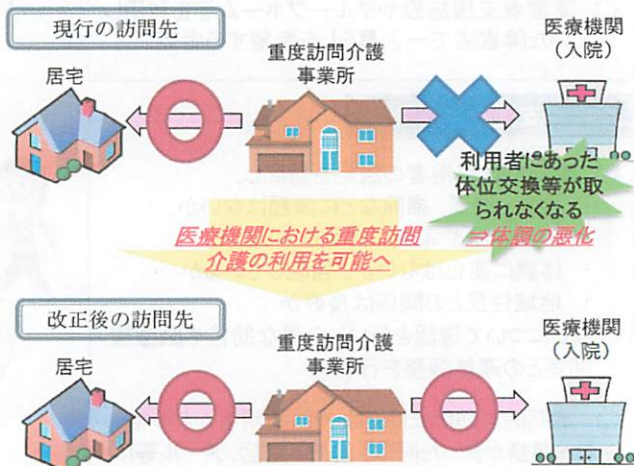 現行の訪問先
居宅
重度訪問介護
事業所
医療機関
(入院)
利用者にあった
体位交換等が取
られなくなる
⇒体調の悪化
医療機関における重度訪問
介護の利用を可能へ
改正後の訪問先
居宅
重度訪問介護
事業所
医療機関
(入院)